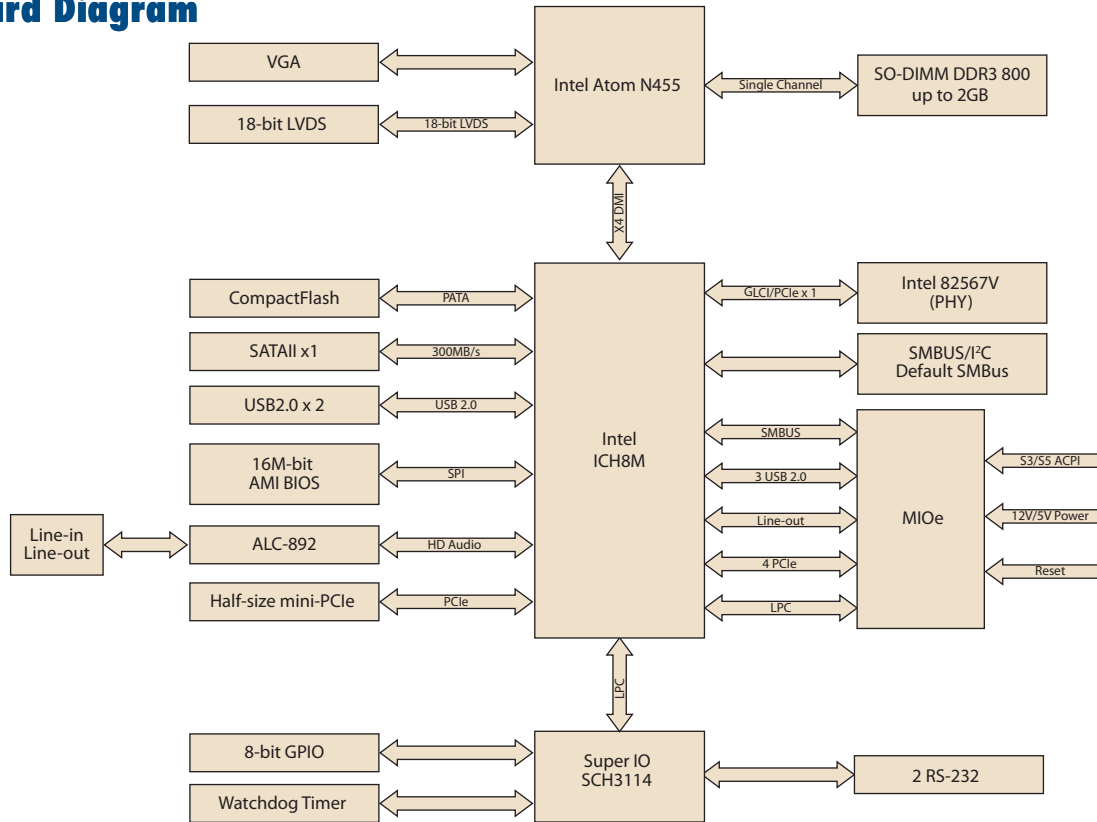 ard Diagram
VGA
Intel Atom N455
Single Channel
SO-DIMM DDR3 800
up to 2GB
18-bit LVDS
18-bit LVDS
X4 DMI
CompactFlash
PATA
GLCI/PCIe x 1
Intel 82567V
(PHY)
SATAII x1
300MB/s
SMBUS/I²C
Default SMBus
USB2.0 x 2
USB 2.0
Intel
ICH8M
SMBUS
MIOe
S3/S5 ACPI
16M-bit
AMI BIOS
SPI
3 USB 2.0
12V/5V Power
Line-in
Line-out
ALC-892
HD Audio
Line-out
4 PCIe
Reset
Half-size mini-PCIe
PCIe
LPC
LPC
8-bit GPIO
Super IO
SCH3114
2 RS-232
Watchdog Timer